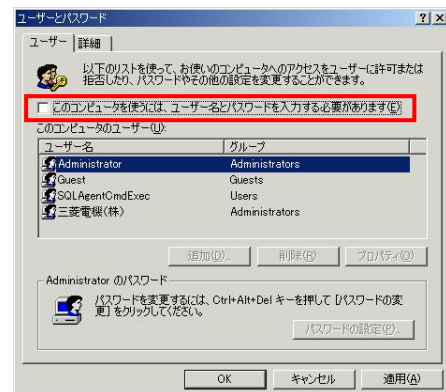 ユーザーとパスワード
ユーザー 詳細
以下のリストを使って、お使いのコンピュータへのアクセスをユーザーに許可または
拒否したり、パスワードやその他の設定を変更することができます。
このコンピュータを使うには、ユーザー名とパスワードを入力する必要があります(E)
このコンピュータのユーザー(U):
ユーザー名 グループ
Administrator Administrators
Guest Guests
SQLAgentCmdExec Users
三菱電機(株) Administrators
追加(D)... 削除(R) プロパティ(O)
Administrator のパスワード
パスワードを変更するには、Ctrl+Alt+Del キーを押して [パスワードの変
更] をクリックしてください。
パスワードの設定(P)...
OK キャンセル 適用(A)